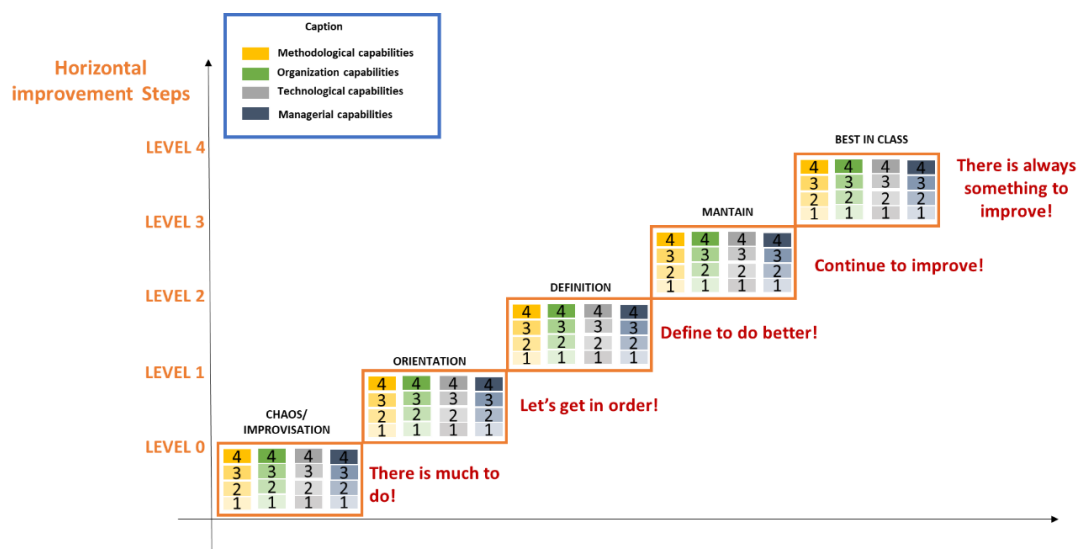 Caption
Methodological capabilities
Organization capabilities
Technological capabilities
Managerial capabilities
Horizontal
improvement Steps
LEVEL 4
LEVEL 3
LEVEL 2
LEVEL 1
LEVEL 0
BEST IN CLASS
4 4 4 4
3 3 3 3
2 2 2 2
1 1 1 1
There is always
something to
improve!
MANTAIN
4 4 4 4
3 3 3 3
2 2 2 2
1 1 1 1
Continue to improve!
DEFINITION
4 4 4 4
3 3 3 3
2 2 2 2
1 1 1 1
Define to do better!
ORIENTATION
4 4 4 4
3 3 3 3
2 2 2 2
1 1 1 1
Let's get in order!
CHAOS/
IMPROVISATION
4 4 4 4
3 3 3 3
2 2 2 2
1 1 1 1
There is much to
do!